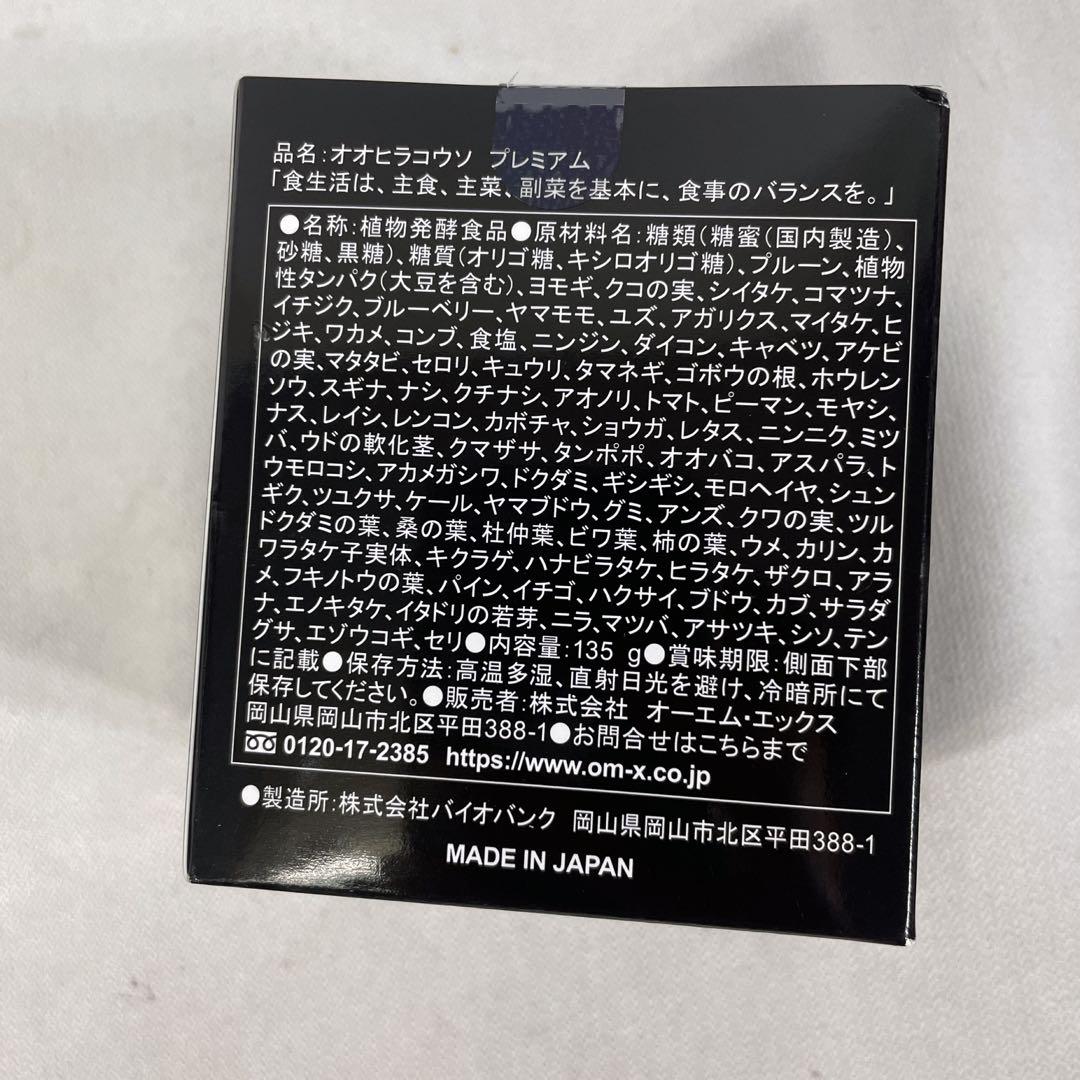 品名:オオヒラコウソ プレミアム
「食生活は、主食、主菜、副菜を基本に、食事のバランスを。」
●名称:植物発酵食品●原材料名:糖類(糖蜜(国内製造)、
砂糖、黒糖)、糖質(オリゴ糖、キシロオリゴ糖)、プルーン、植物
性タンパク(大豆を含む)、ヨモギ、クコの実、シイタケ、コマツナ、
イチジク、ブルーベリー、ヤマモモ、ユズ、アガリクス、マイタケ、ヒ
ジキ、ワカメ、コンブ、食塩、ニンジン、ダイコン、キャベツ、アケビ
の実、マタタビ、セロリ、キュウリ、タマネギ、ゴボウの根、ホウレン
ソウ、スギナ、ナシ、クチナシ、アオノリ、トマト、ピーマン、モヤシ、
ナス、レイシ、レンコン、カボチャ、ショウガ、レタス、ニンニク、ミツ
バ、ウドの軟化茎、クマザサ、タンポポ、オオバコ、アスパラ、ト
ウモロコシ、アカメガシワ、ドクダミ、ギシギシ、モロヘイヤ、シュン
ギク、ツユクサ、ケール、ヤマブドウ、グミ、アンズ、クワの実、ツル
ドクダミの葉、桑の葉、杜仲葉、ビワ葉、柿の葉、ウメ、カリン、カ
ワラタケ子実体、キクラゲ、ハナビラタケ、ヒラタケ、ザクロ、アラ
メ、フキノトウの葉、パイン、イチゴ、ハクサイ、ブドウ、カブ、サラダ
ナ、エノキタケ、イタドリの若芽、ニラ、マツバ、アサツキ、シソ、テン
グサ、エゾウコギ、セリ●内容量:135 g●賞味期限:側面下部
に記載●保存方法:高温多湿、直射日光を避け、冷暗所にて
保存してください。●販売者:株式会社 オーエム・エックス
岡山県岡山市北区平田388-1●お問合せはこちらまで
0120-17-2385 https://www.om-x.co.jp
●製造所:株式会社バイオバンク 岡山県岡山市北区平田388-1
MADE IN JAPAN